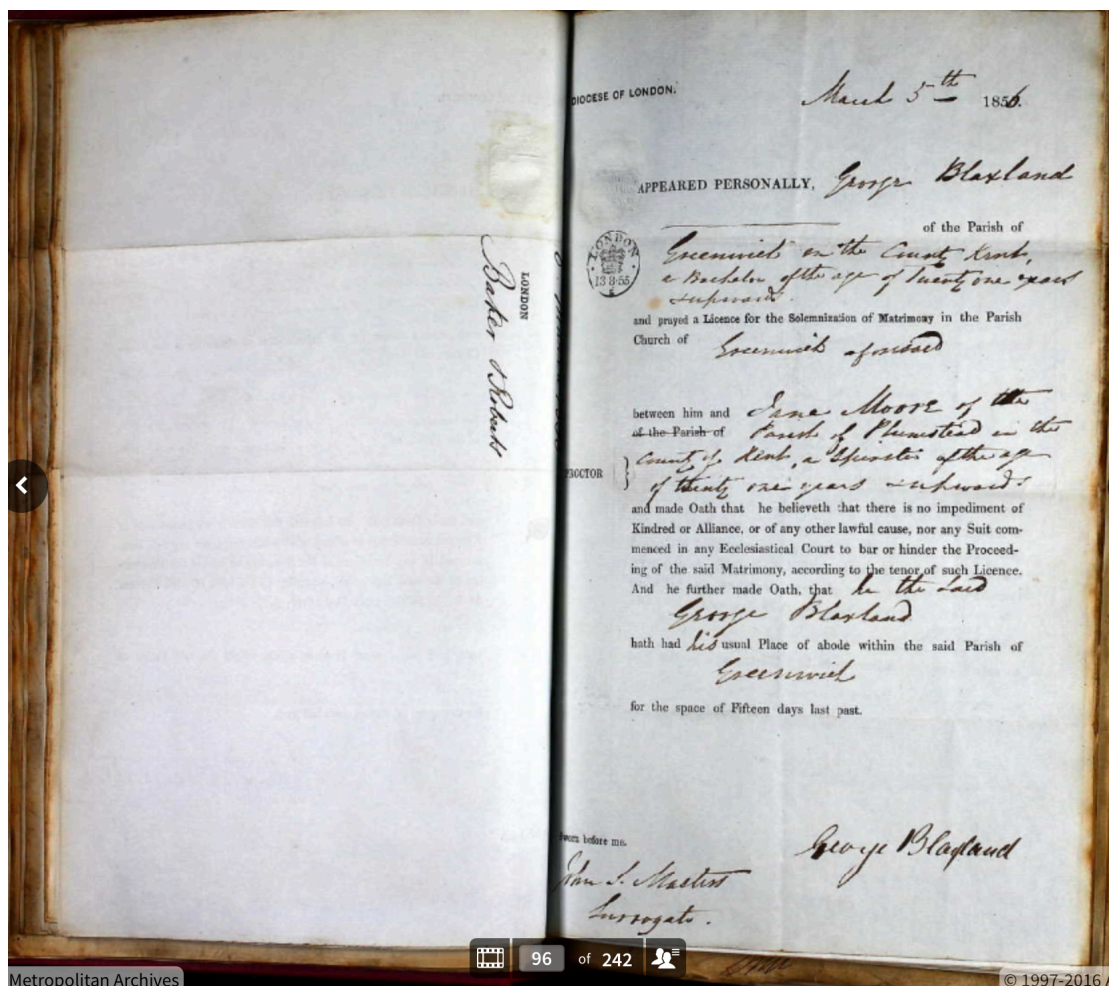 DIOCESE OF LONDON.
March 5th 1856.
APPEARED PERSONALLY, George Blaxland
of the Parish of
Greenwich in the County Kent,
a Bachelor of the age of twenty one years
& upwards.
and prayed a Licence for the Solemnization of Matrimony in the Parish
Church of Greenwich aforesaid
between him and Jane Moore of the
of the Parish of Parish of Plumstead in the
County of Kent, a Spinster of the age
of twenty one years & upwards
and made Oath that he believeth that there is no impediment of
Kindred or Alliance, or of any other lawful cause, nor any Suit com-
menced in any Ecclesiastical Court to bar or hinder the Proceed-
ing of the said Matrimony, according to the tenor of such Licence.
And he further made Oath, that he the said
George Blaxland
hath had his usual Place of abode within the said Parish of
Greenwich
for the space of Fifteen days last past.
before me.
George Blaxland
John S. Masters
Surrogate.
LONDON
13·8·55
LONDON
Baker & Roberts
PROCTOR
96 of 242
Metropolitan Archives
© 1997-2016